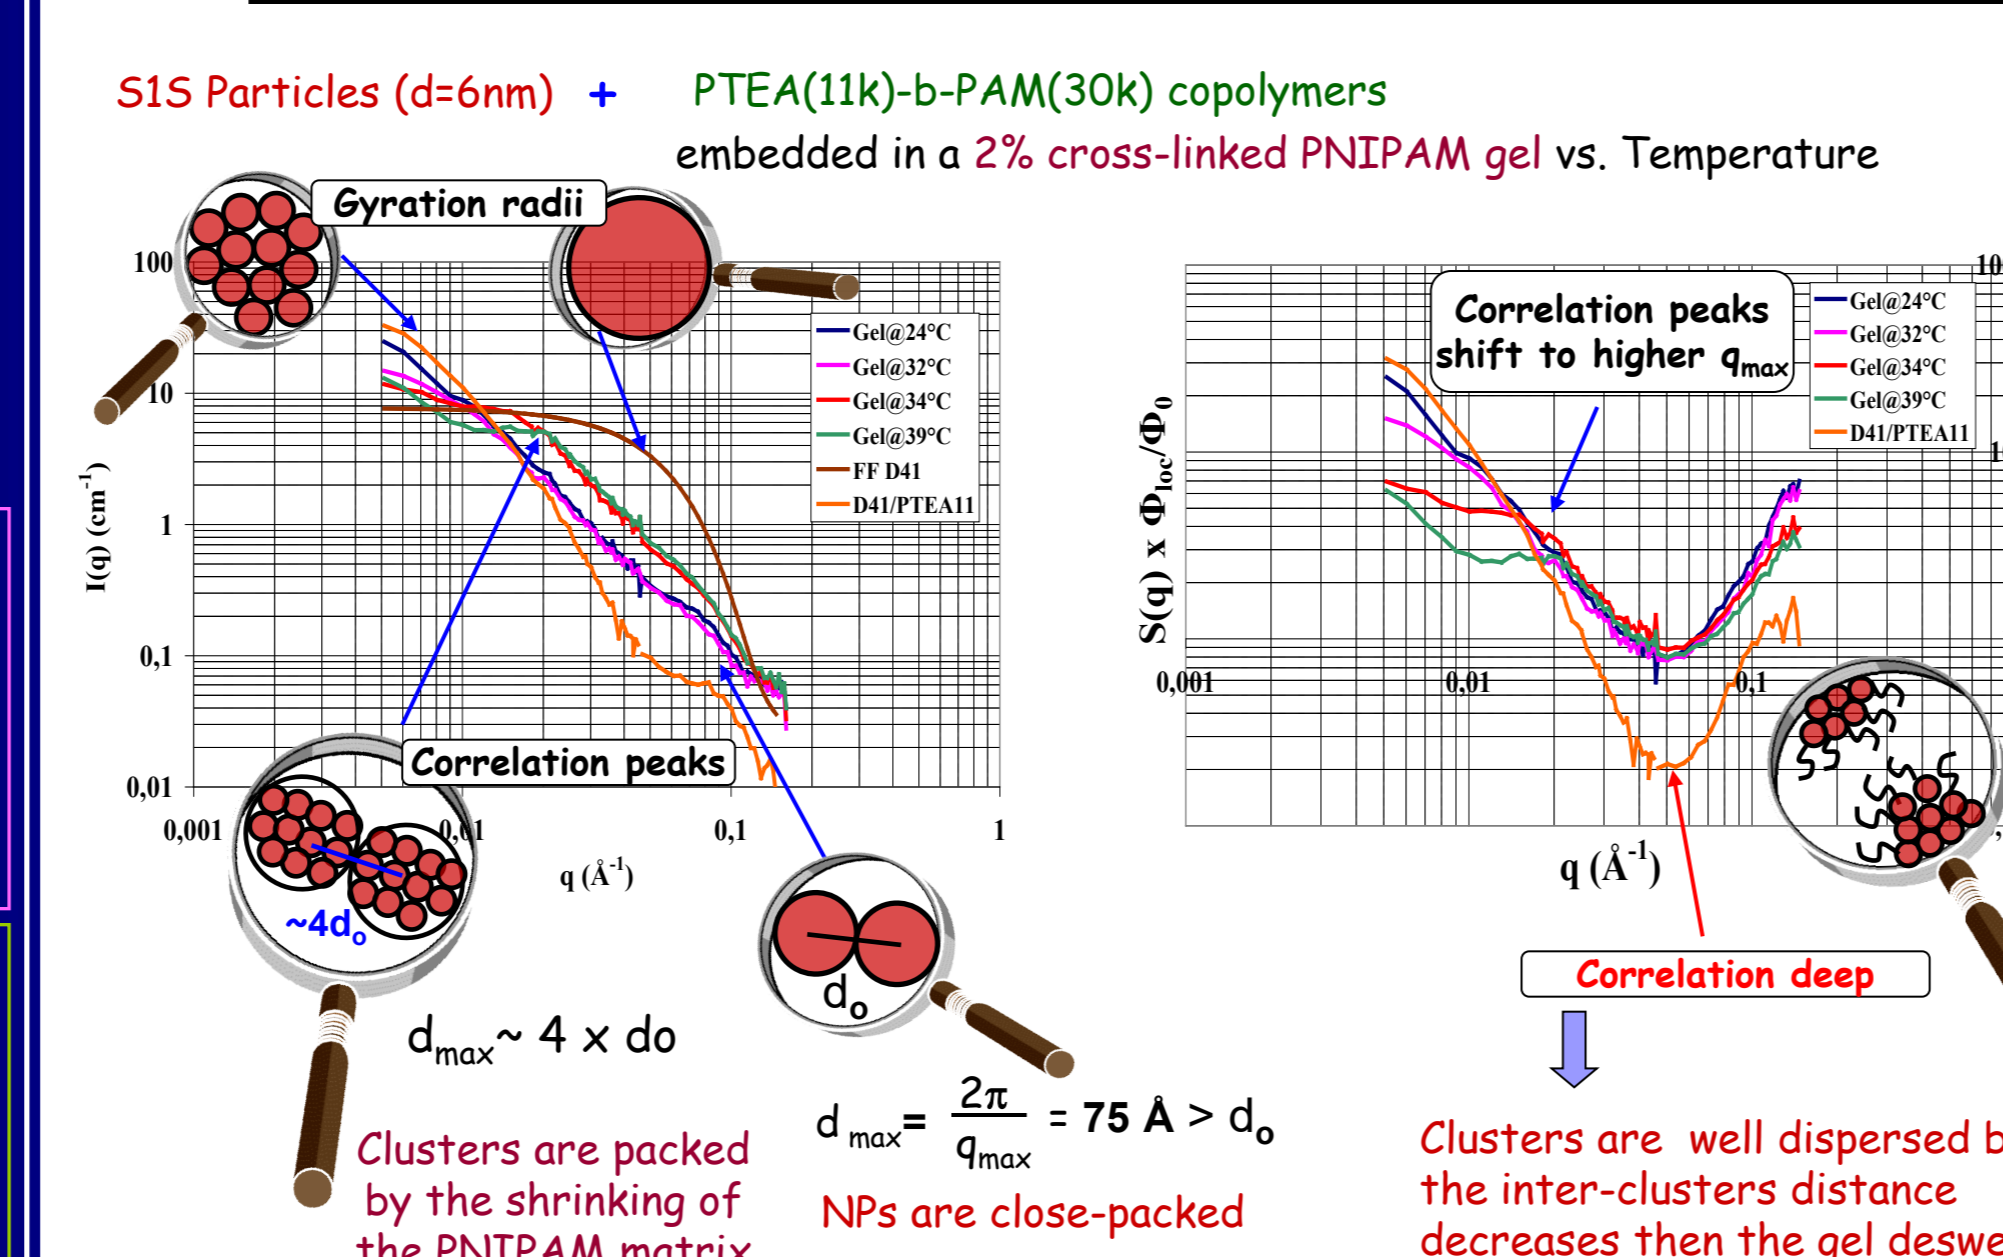 S1S Particles (d=6nm) + PTEA(11k)-b-PAM(30k) copolymers
embedded in a 2% cross-linked PNIPAM gel vs. Temperature
Gyration radii
100
10
1
0,1
0,01
I(q) (cm-1)
Gel@24°C
Gel@32°C
Gel@34°C
Gel@39°C
FF D41
D41/PTEA11
0,001
0,01
0,1
1
q (Å-1)
Correlation peaks
~4do
do
dmax~ 4 x do
dmax= 2π / qmax = 75 Å > do
Clusters are packed
by the shrinking of
the PNIPAM matrix
NPs are close-packed
Correlation peaks
shift to higher qmax
Gel@24°C
Gel@32°C
Gel@34°C
Gel@39°C
D41/PTEA11
S(q) x Φloc/Φ0
0,001
0,01
0,1
q (Å-1)
Correlation deep
Clusters are well dispersed
the inter-clusters distance
decreases then the gel